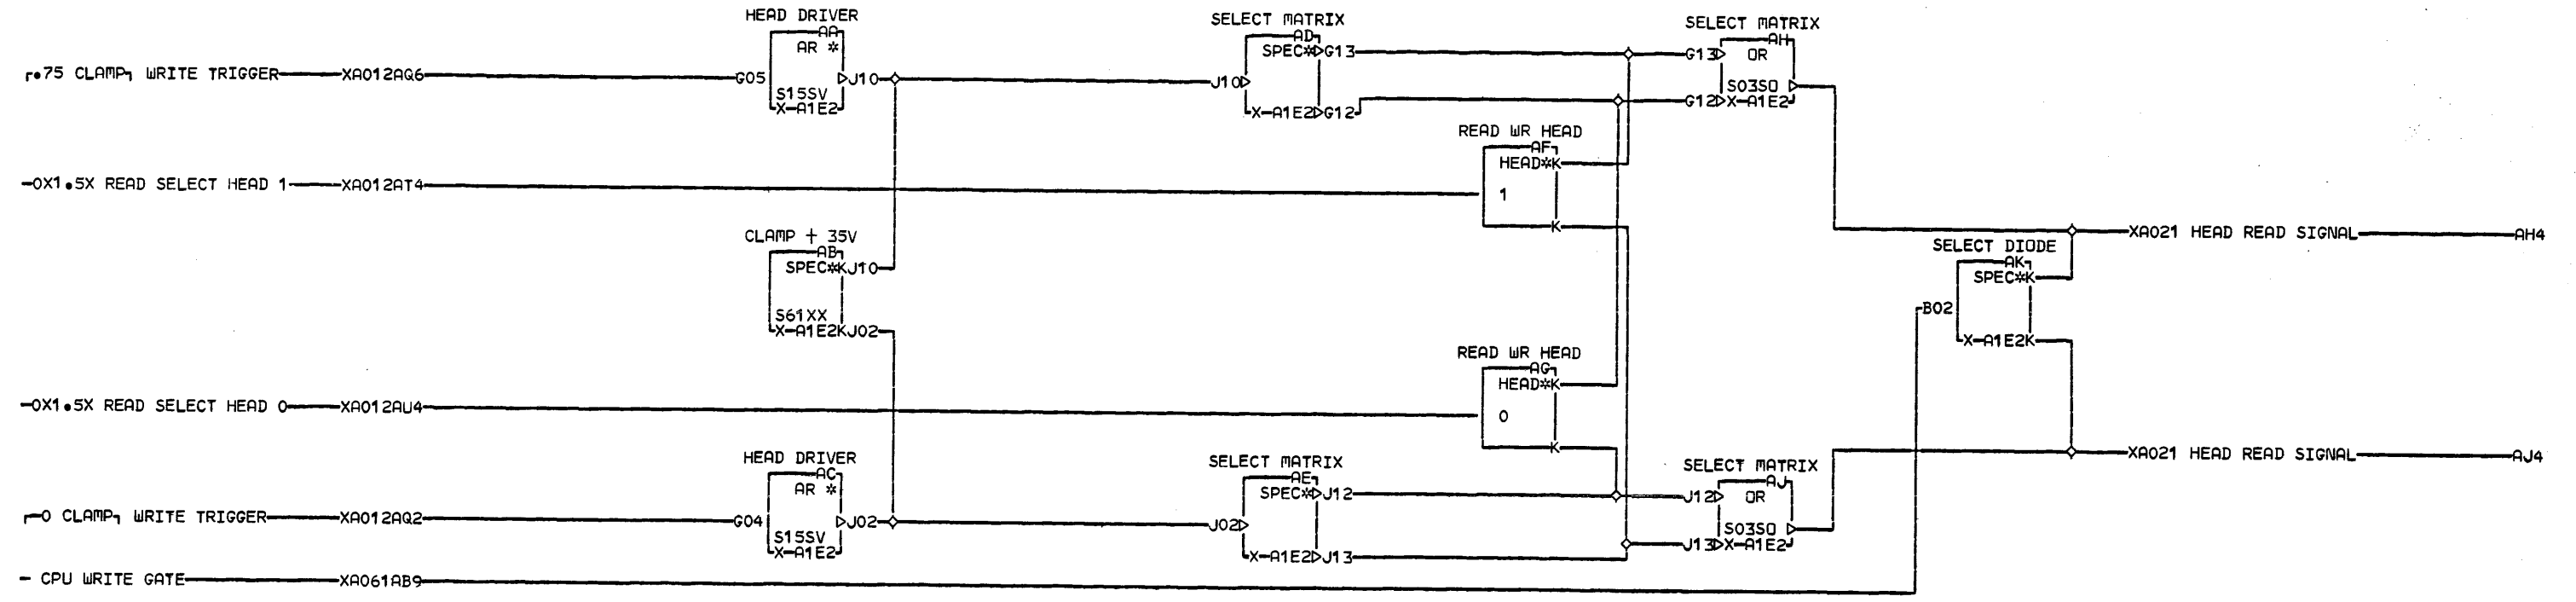 HEAD DRIVER
AA
AR *
G05
J10
S15SV
X-A1E2
SELECT MATRIX
AD
SPEC* G13
J10
X-A1E2 G12
SELECT MATRIX
G13
AH
OR
S03SO
G12 X-A1E2
.75 CLAMP WRITE TRIGGER XA012AQ6
READ WR HEAD
AF
HEAD*K
1
K
-0X1.5X READ SELECT HEAD 1 XA012AT4
CLAMP + 35V
AB
SPEC*KJ10
S61XX
X-A1E2KJ02
XA021 HEAD READ SIGNAL AH4
SELECT DIODE
AK
SPEC*K
B02
X-A1E2K
READ WR HEAD
AG
HEAD*K
0
K
-0X1.5X READ SELECT HEAD 0 XA012AU4
HEAD DRIVER
AC
AR *
G04
J02
S15SV
X-A1E2
SELECT MATRIX
AE
SPEC* J12
J02
X-A1E2 J13
SELECT MATRIX
AJ
J12 OR
S03SO
J13 X-A1E2
XA021 HEAD READ SIGNAL AJ4
-0 CLAMP WRITE TRIGGER XA012AQ2
- CPU WRITE GATE XA061AB9